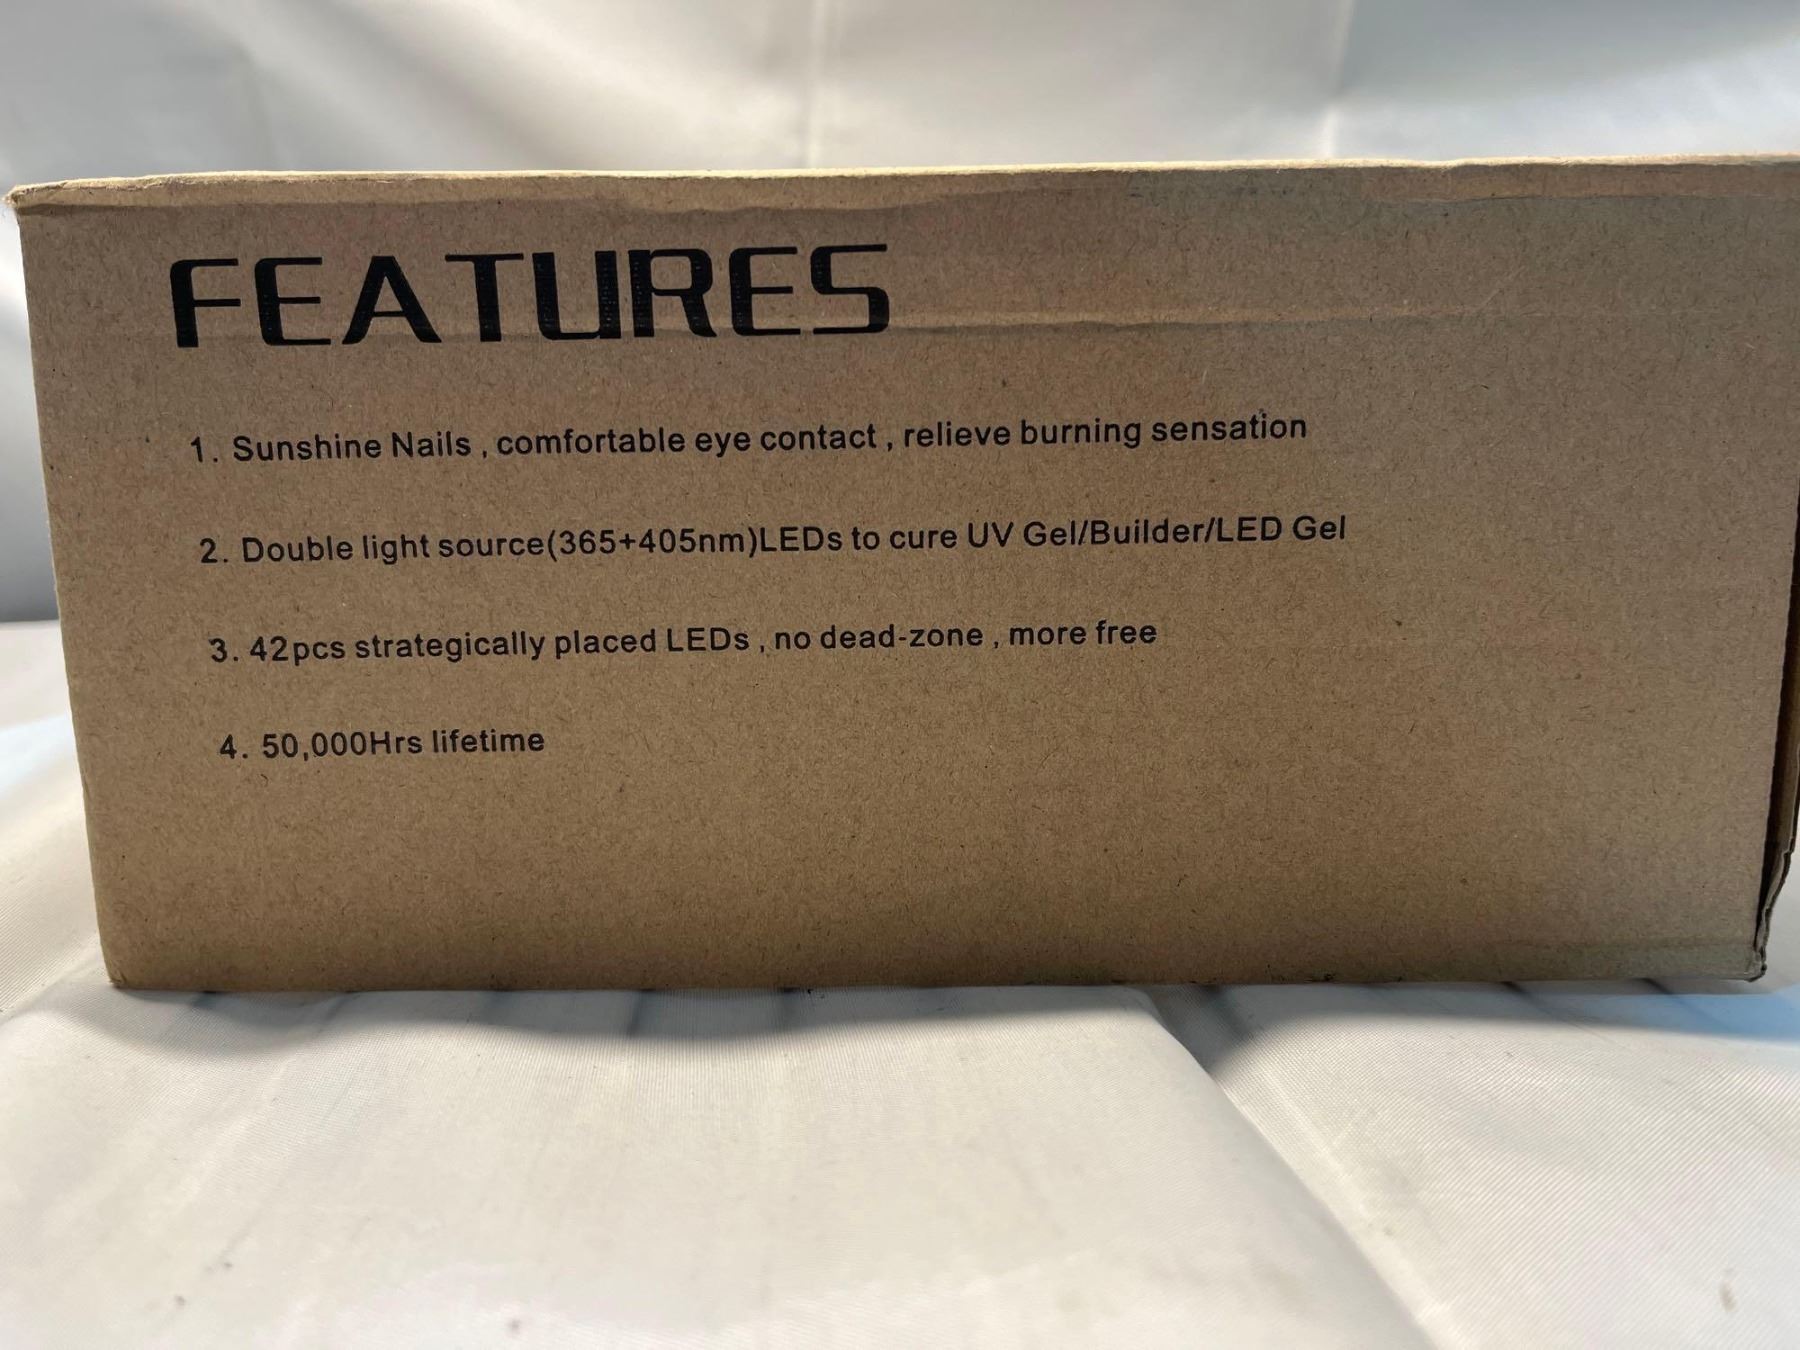 FEATURES
1. Sunshine Nails , comfortable eye contact , relieve burning sensation
2. Double light source(365+405nm)LEDs to cure UV Gel/Builder/LED Gel
3. 42pcs strategically placed LEDs , no dead-zone , more free
4. 50,000Hrs lifetime